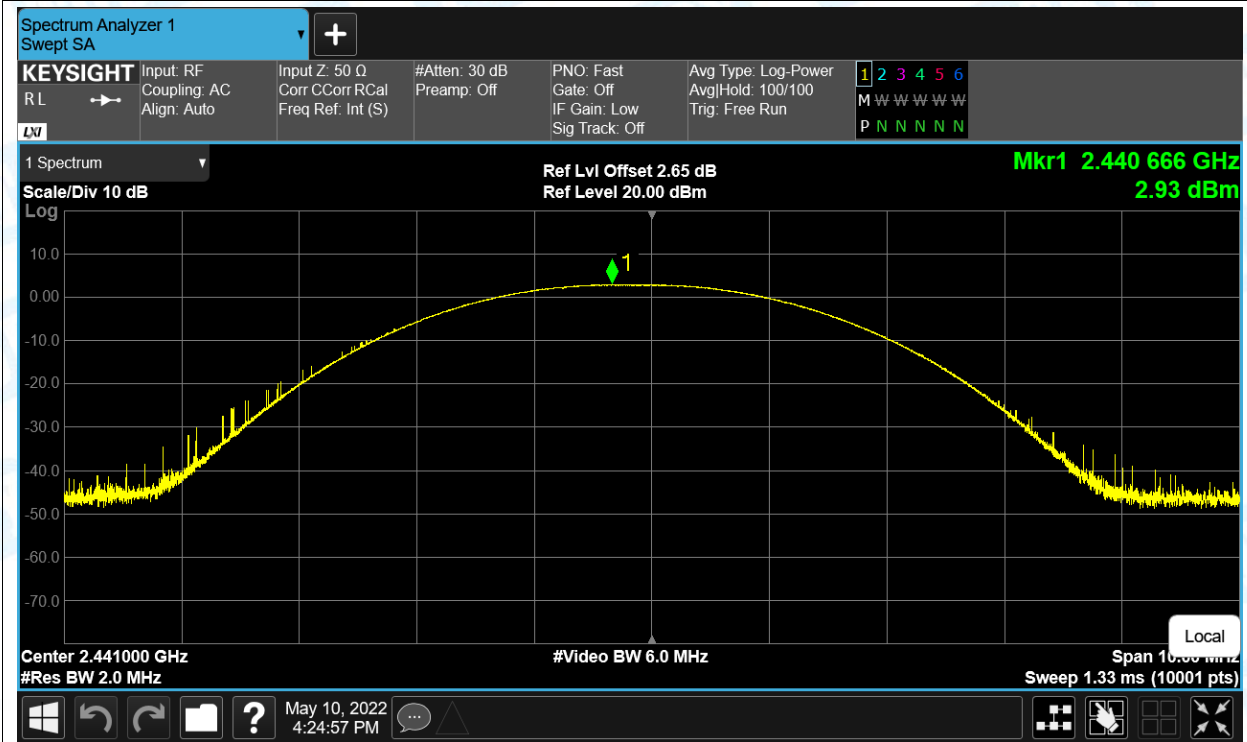 Spectrum Analyzer 1
Swept SA
+
KEYSIGHT
R L
LXI
Input: RF
Coupling: AC
Align: Auto
Input Z: 50 Ω
Corr CCorr RCal
Freq Ref: Int (S)
#Atten: 30 dB
Preamp: Off
PNO: Fast
Gate: Off
IF Gain: Low
Sig Track: Off
Avg Type: Log-Power
Avg|Hold: 100/100
Trig: Free Run
1 2 3 4 5 6
M W W W W W
P N N N N N
1 Spectrum
Scale/Div 10 dB
Log
Ref Lvl Offset 2.65 dB
Ref Level 20.00 dBm
Mkr1 2.440 666 GHz
2.93 dBm
1
10.0
0.00
-10.0
-20.0
-30.0
-40.0
-50.0
-60.0
-70.0
Local
Center 2.441000 GHz
#Res BW 2.0 MHz
#Video BW 6.0 MHz
Span 10.00 MHz
Sweep 1.33 ms (10001 pts)
?
May 10, 2022
4:24:57 PM